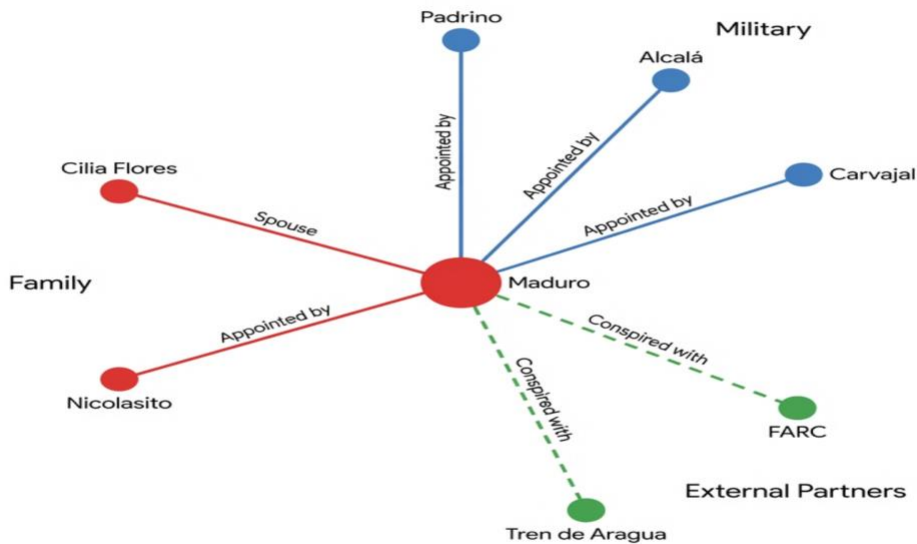 Padrino
Military
Alcalá
Appointed by
Appointed by
Cilia Flores
Carvajal
Appointed by
Spouse
Family
Maduro
Appointed by
Conspired with
Conspired with
Nicolasito
FARC
External Partners
Tren de Aragua